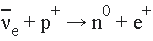 ν̅ₑ + p⁺ → n⁰ + e⁺